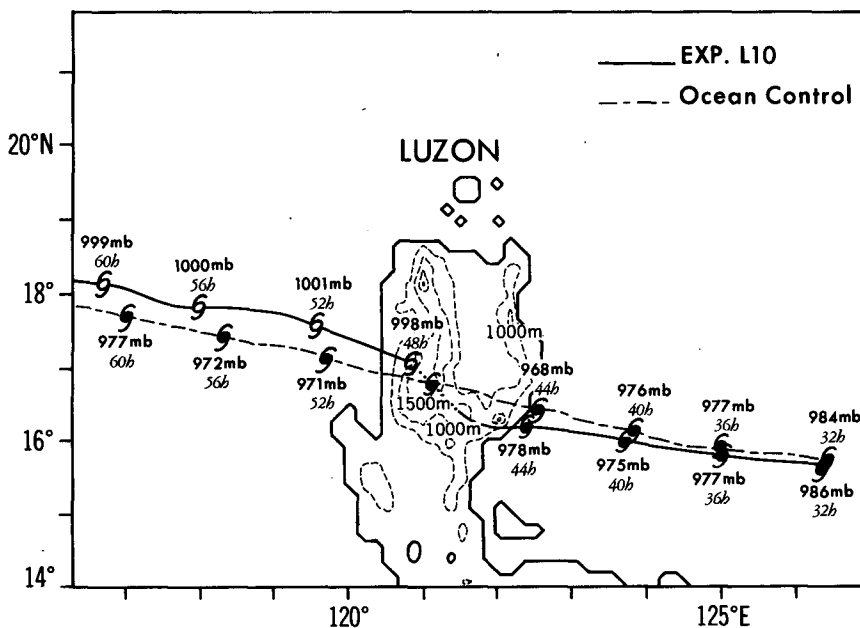 EXP. L10
Ocean Control
20°N
LUZON
999mb
60h
1000mb
56h
1001mb
52h
18°
998mb
48h
1000m
977mb
60h
972mb
56h
971mb
52h
968mb
44h
976mb
40h
977mb
36h
984mb
32h
1500m
1000m
16°
978mb
44h
975mb
40h
977mb
36h
986mb
32h
14°
120°
125°E